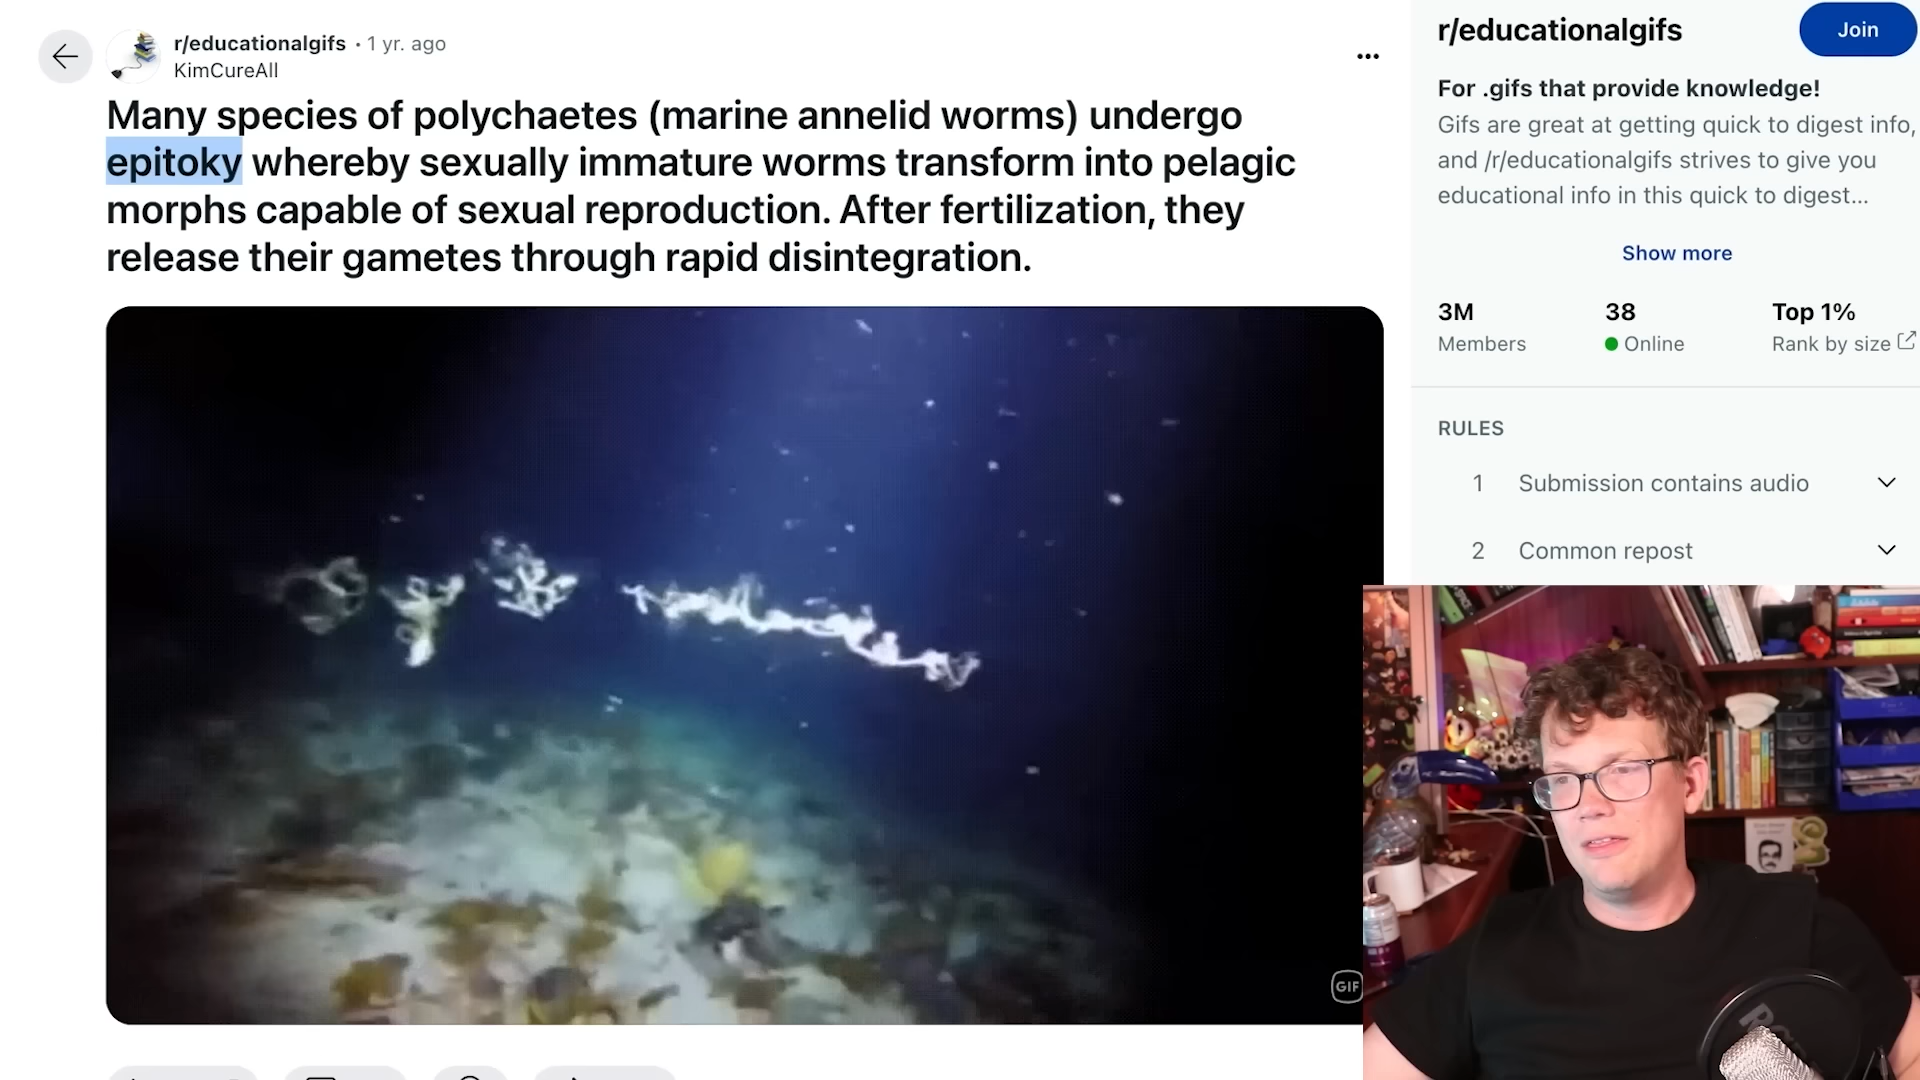 r/educationalgifs • 1 yr. ago
KimCureAll
Many species of polychaetes (marine annelid worms) undergo
epitoky whereby sexually immature worms transform into pelagic
morphs capable of sexual reproduction. After fertilization, they
release their gametes through rapid disintegration.
GIF
r/educationalgifs
Join
For .gifs that provide knowledge!
Gifs are great at getting quick to digest info,
and /r/educationalgifs strives to give you
educational info in this quick to digest...
Show more
3M
Members
38
Online
Top 1%
Rank by size
RULES
1 Submission contains audio
2 Common repost